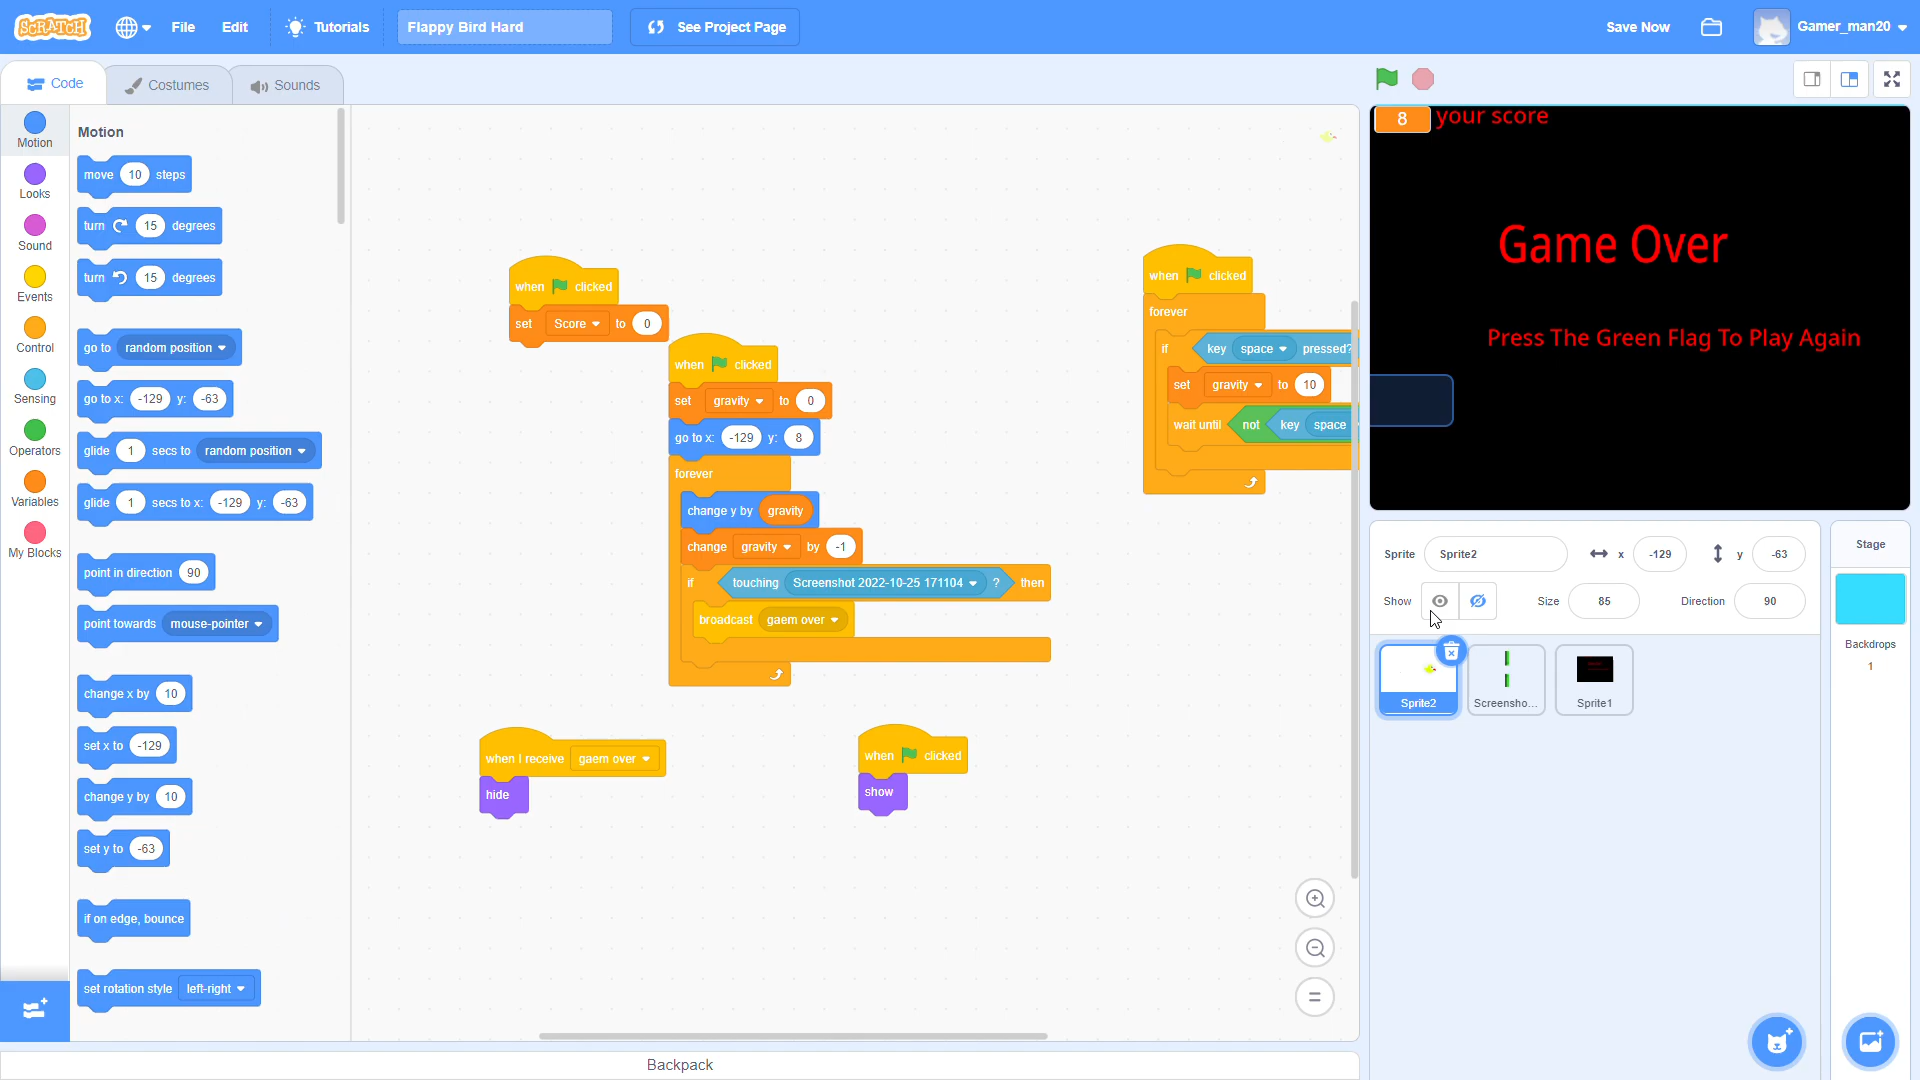 SCRATCH File Edit Tutorials Flappy Bird Hard See Project Page Save Now Gamer_man20
Code Costumes Sounds
Motion
Looks
Sound
Events
Control
Sensing
Operators
Variables
My Blocks
Motion
move 10 steps
turn 15 degrees
turn 15 degrees
go to random position
go to x: -129 y: -63
glide 1 secs to random position
glide 1 secs to x: -129 y: -63
point in direction 90
point towards mouse-pointer
change x by 10
set x to -129
change y by 10
set y to -63
if on edge, bounce
set rotation style left-right
when clicked
set Score to 0
when clicked
set gravity to 0
go to x: -129 y: 8
forever
change y by gravity
change gravity by -1
if touching Screenshot 2022-10-25 171104 ? then
broadcast gaem over
when I receive gaem over
hide
when clicked
show
when clicked
forever
if key space pressed?
set gravity to 10
wait until not key space
8 your score
Game Over
Press The Green Flag To Play Again
Sprite Sprite2 x -129 y -63
Show Size 85 Direction 90
Sprite2 Screensho... Sprite1
Stage
Backdrops
1
Backpack